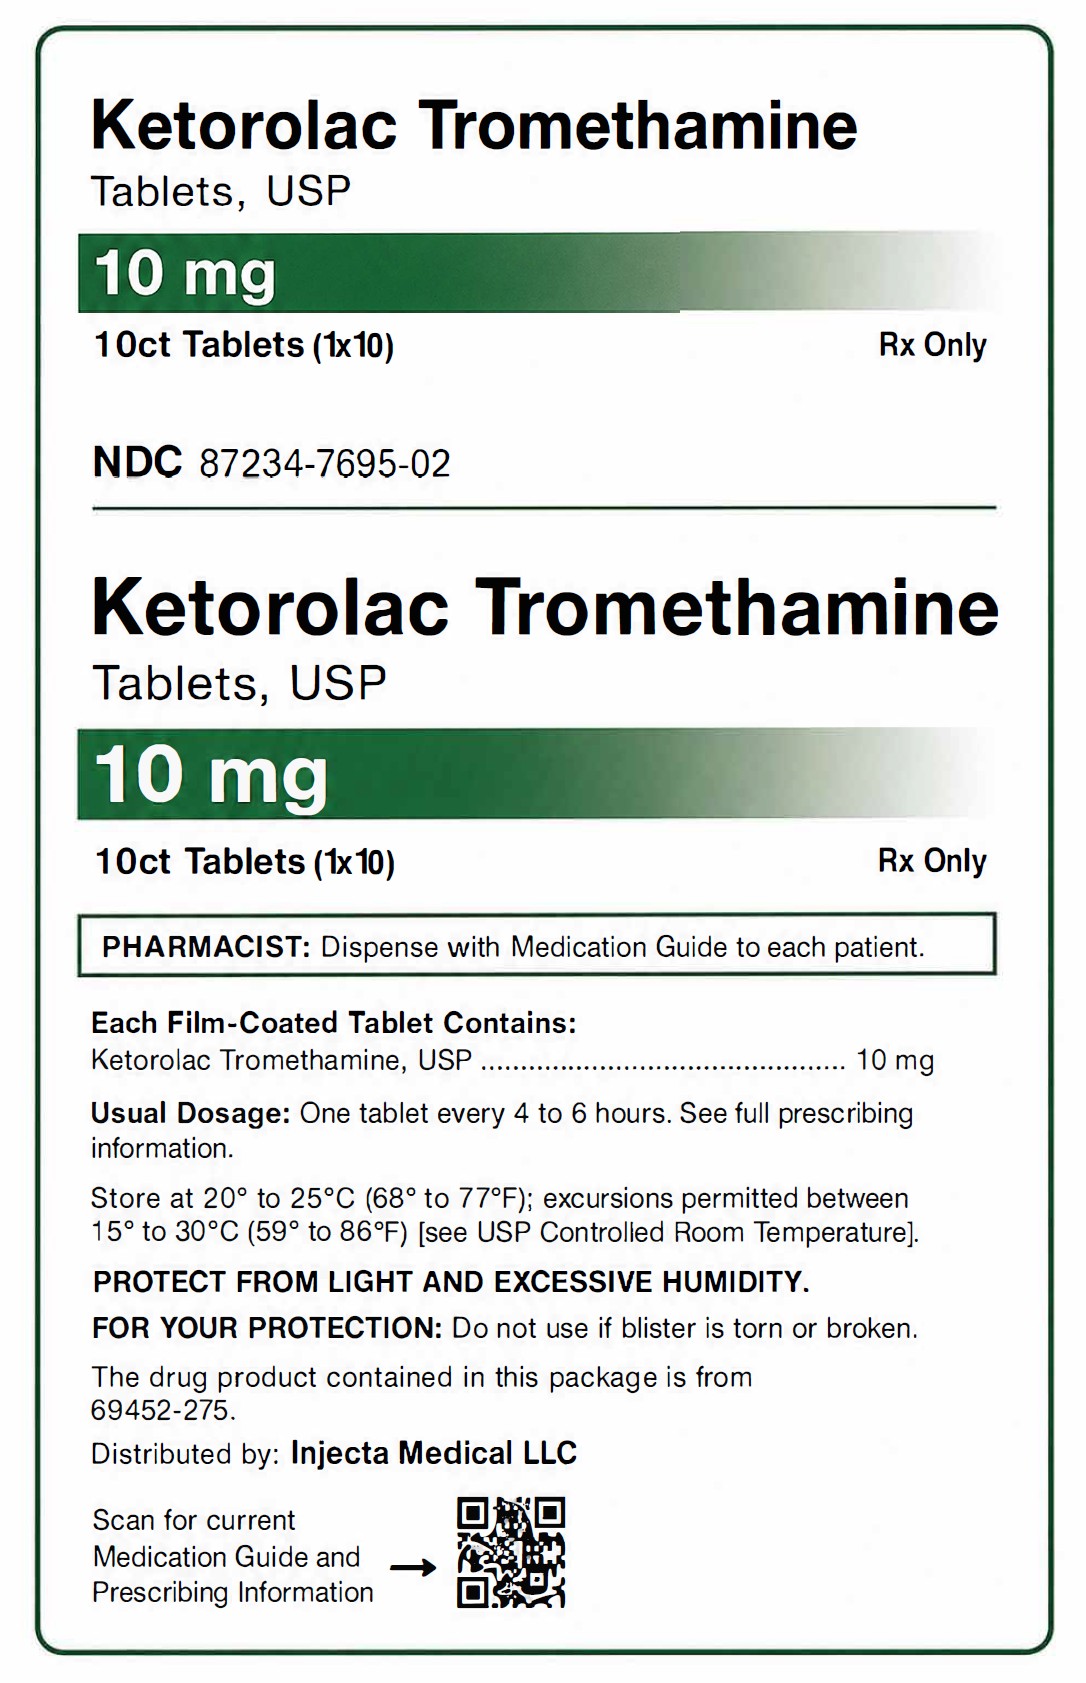 Ketorolac Tromethamine
Tablets, USP
10 mg
10ct Tablets (1x10) Rx Only
NDC 87234-7695-02
Ketorolac Tromethamine
Tablets, USP
10 mg
10ct Tablets (1x10) Rx Only
PHARMACIST: Dispense with Medication Guide to each patient.
Each Film-Coated Tablet Contains:
Ketorolac Tromethamine, USP ................................................ 10 mg
Usual Dosage: One tablet every 4 to 6 hours. See full prescribing
information.
Store at 20° to 25°C (68° to 77°F); excursions permitted between
15° to 30°C (59° to 86°F) [see USP Controlled Room Temperature].
PROTECT FROM LIGHT AND EXCESSIVE HUMIDITY.
FOR YOUR PROTECTION: Do not use if blister is torn or broken.
The drug product contained in this package is from
69452-275.
Distributed by: Injecta Medical LLC
Scan for current
Medication Guide and
Prescribing Information